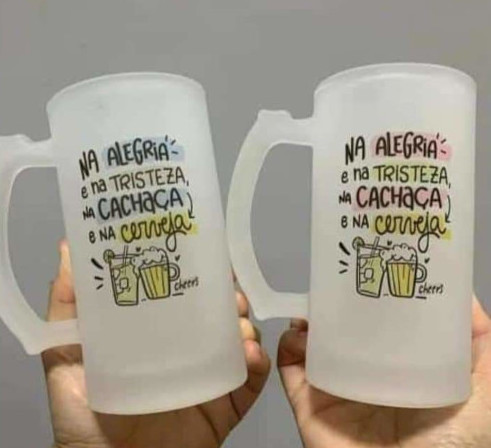 NA ALEGRIA
e na TRISTEZA,
NA CACHAÇA
E NA cerveja
cheers
NA ALEGRIA
e na TRISTEZA,
NA CACHAÇA
E NA cerveja
cheers